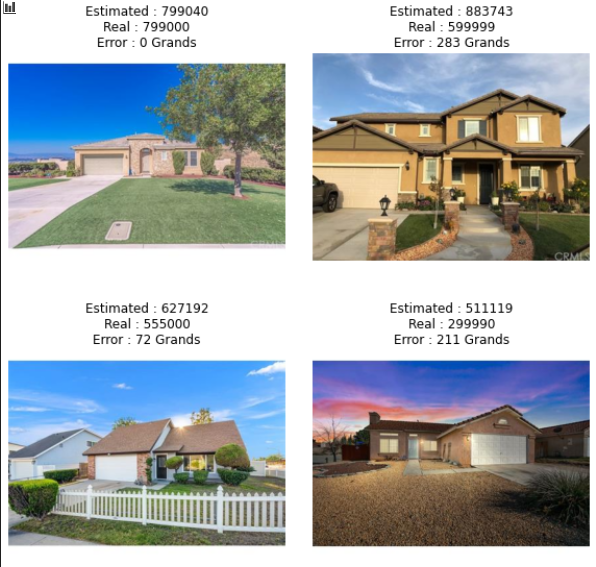 Estimated : 799040
Real : 799000
Error : 0 Grands
Estimated : 883743
Real : 599999
Error : 283 Grands
CRMLS
Estimated : 627192
Real : 555000
Error : 72 Grands
Estimated : 511119
Real : 299990
Error : 211 Grands